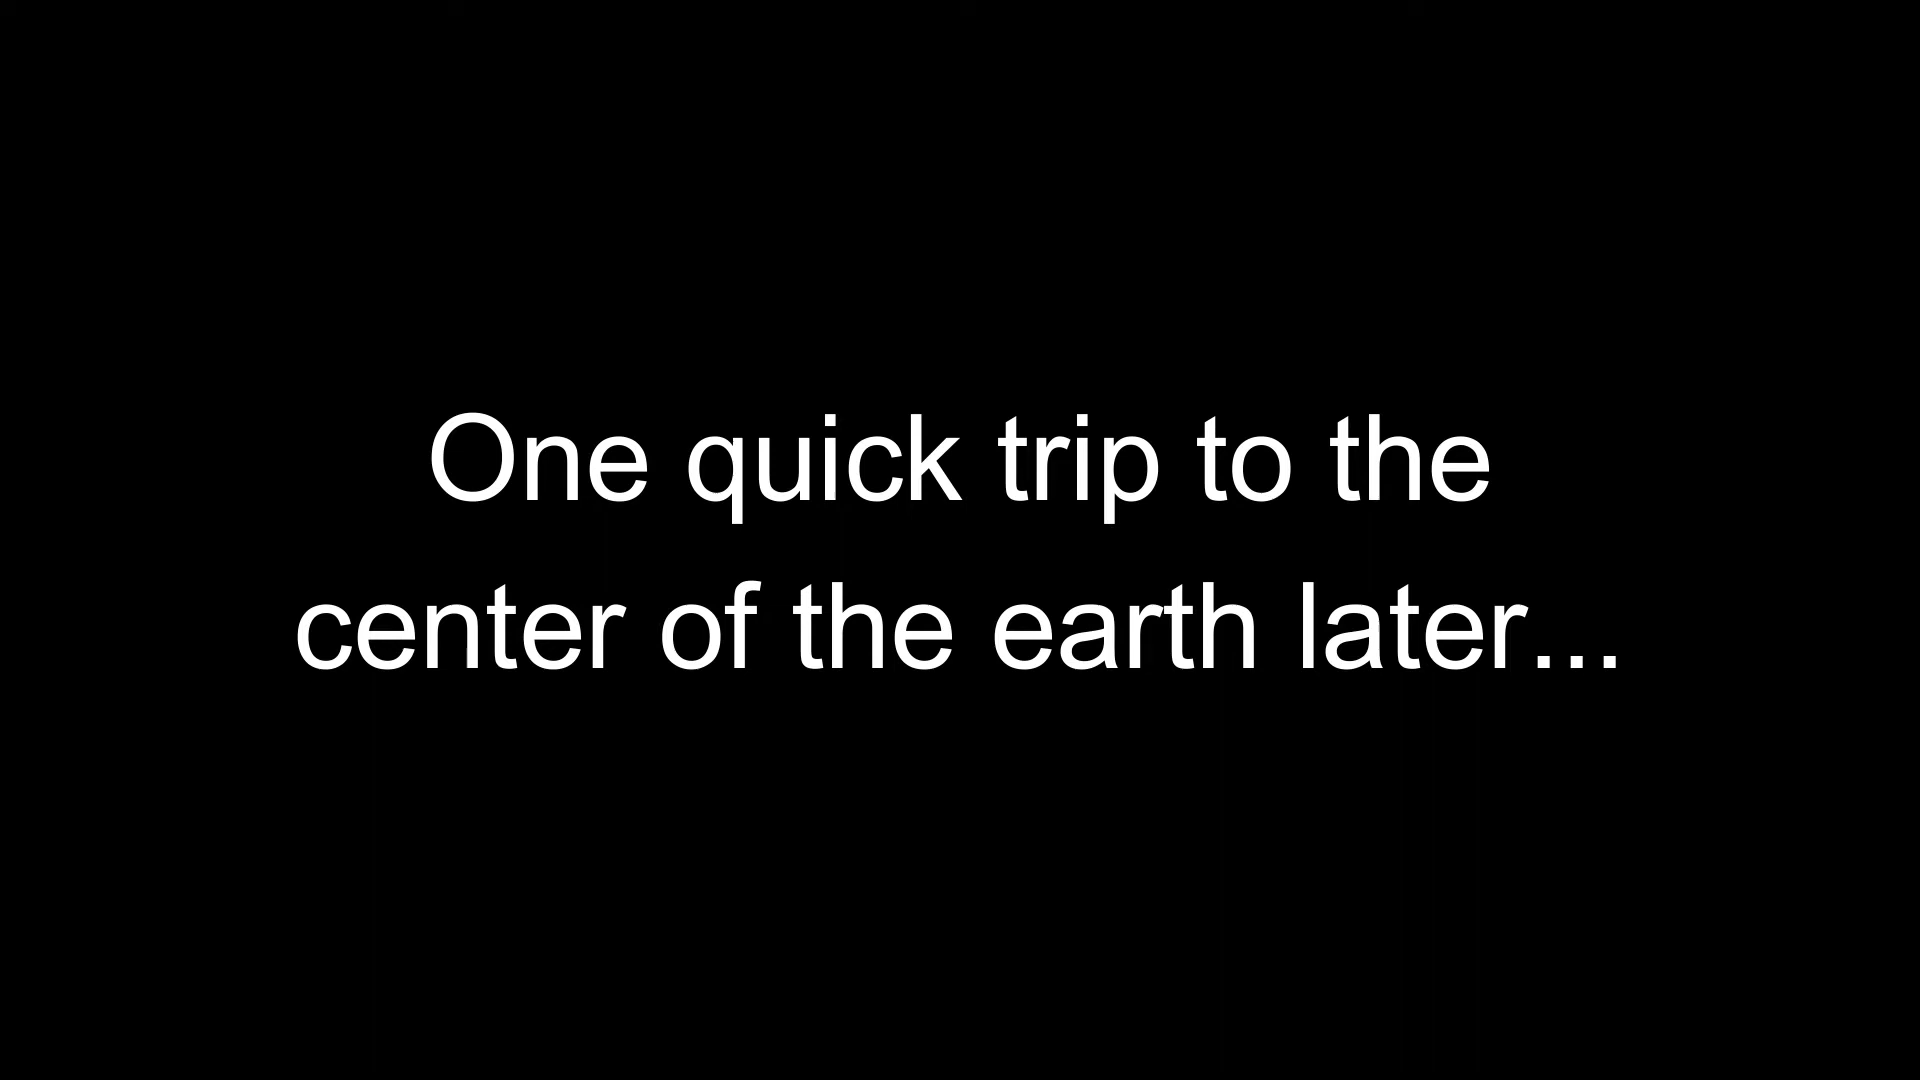 One quick trip to the
center of the earth later...